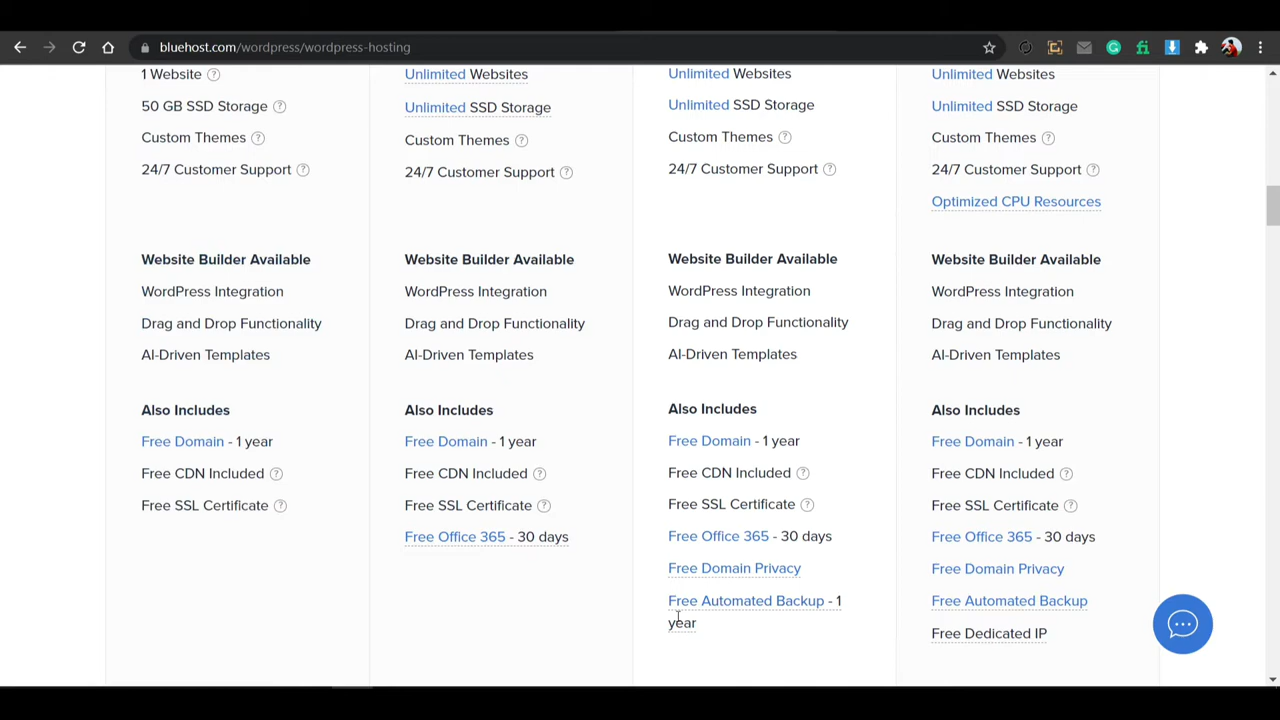 bluehost.com/wordpress/wordpress-hosting
1 Website
50 GB SSD Storage
Custom Themes
24/7 Customer Support
Website Builder Available
WordPress Integration
Drag and Drop Functionality
AI-Driven Templates
Also Includes
Free Domain - 1 year
Free CDN Included
Free SSL Certificate
Unlimited Websites
Unlimited SSD Storage
Custom Themes
24/7 Customer Support
Website Builder Available
WordPress Integration
Drag and Drop Functionality
AI-Driven Templates
Also Includes
Free Domain - 1 year
Free CDN Included
Free SSL Certificate
Free Office 365 - 30 days
Unlimited Websites
Unlimited SSD Storage
Custom Themes
24/7 Customer Support
Website Builder Available
WordPress Integration
Drag and Drop Functionality
AI-Driven Templates
Also Includes
Free Domain - 1 year
Free CDN Included
Free SSL Certificate
Free Office 365 - 30 days
Free Domain Privacy
Free Automated Backup - 1
year
Unlimited Websites
Unlimited SSD Storage
Custom Themes
24/7 Customer Support
Optimized CPU Resources
Website Builder Available
WordPress Integration
Drag and Drop Functionality
AI-Driven Templates
Also Includes
Free Domain - 1 year
Free CDN Included
Free SSL Certificate
Free Office 365 - 30 days
Free Domain Privacy
Free Automated Backup
Free Dedicated IP